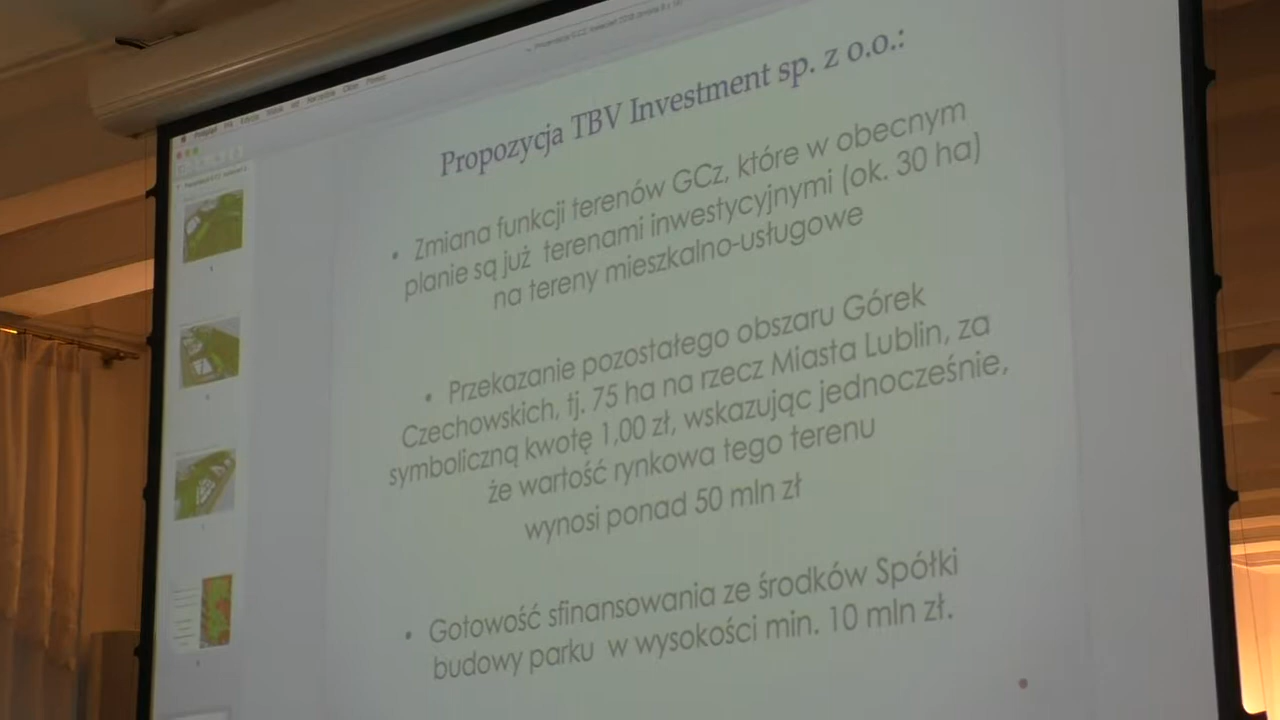 Propozycja TBV Investment sp. z o.o.:
• Zmiana funkcji terenów GCz, które w obecnym
planie są już terenami inwestycyjnymi (ok. 30 ha)
na tereny mieszkalno-usługowe
• Przekazanie pozostałego obszaru Górek
Czechowskich, tj. 75 ha na rzecz Miasta Lublin, za
symboliczną kwotę 1,00 zł, wskazując jednocześnie,
że wartość rynkowa tego terenu
wynosi ponad 50 mln zł
• Gotowość sfinansowania ze środków Spółki
budowy parku w wysokości min. 10 mln zł.